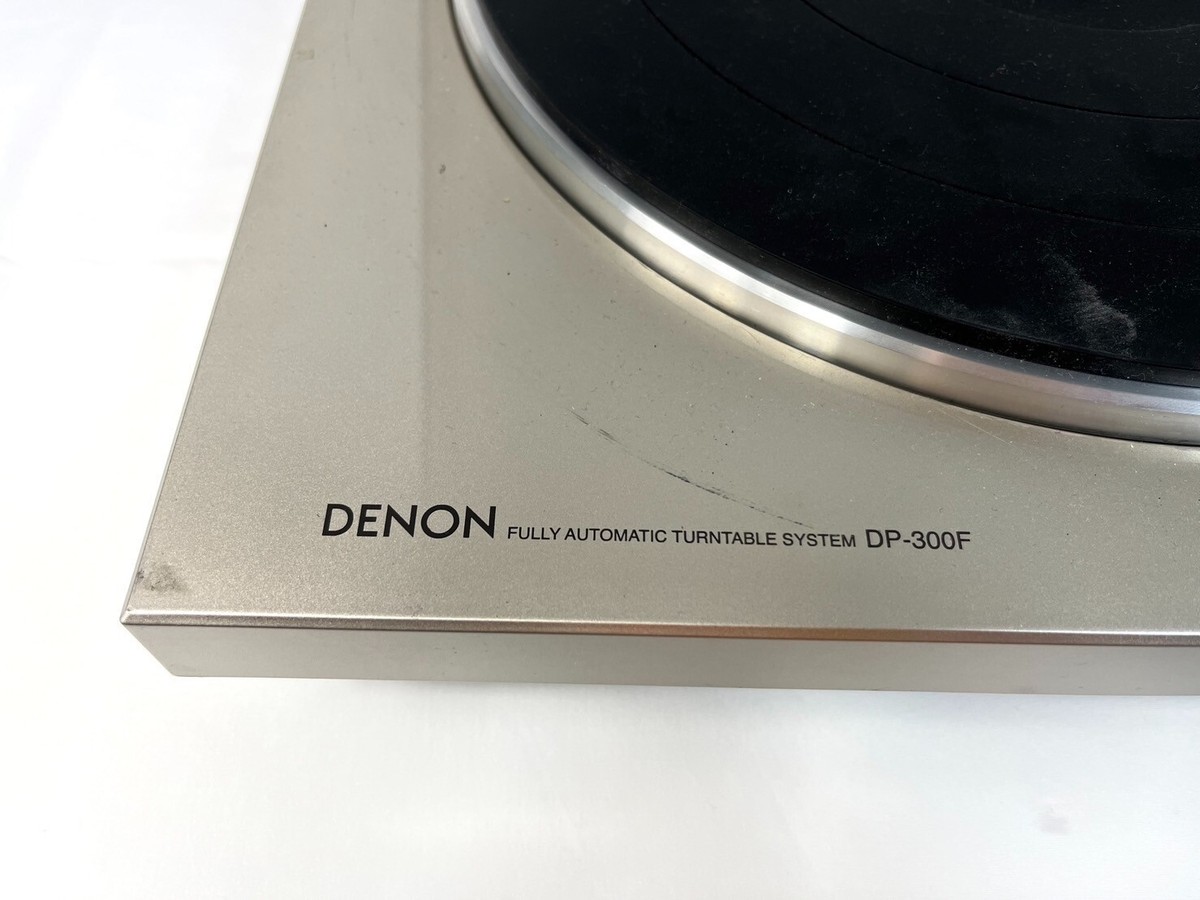 DENON FULLY AUTOMATIC TURNTABLE SYSTEM DP-300F